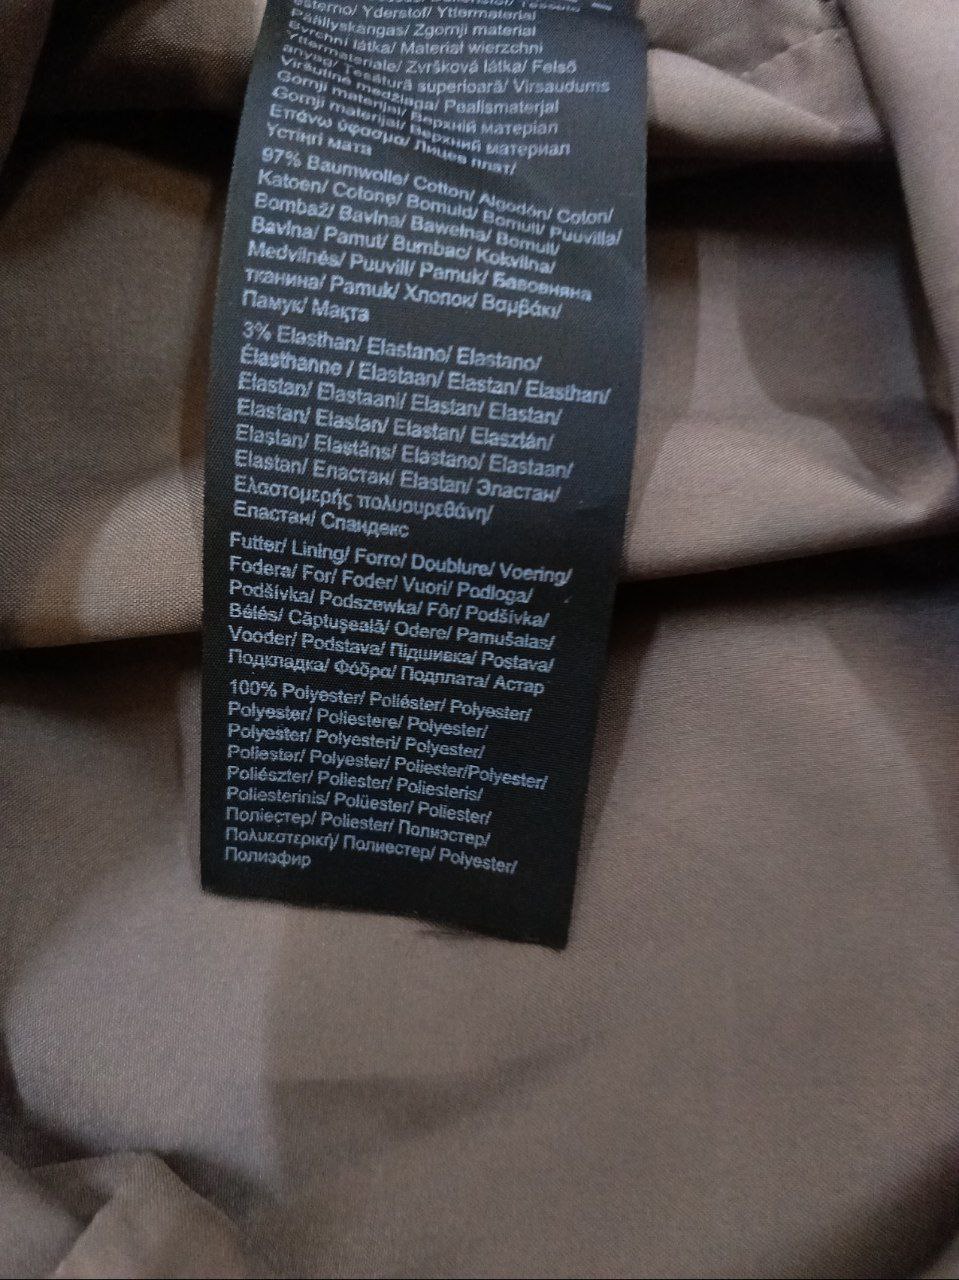 esterno/ Yderstof/ Yttermaterial
Päällyskangas/ Zgornji material
Svrchní látka/ Materiał wierzchni
Yttermateriale/ Zvršková látka/ Felső
anyag/ Țesătură superioară/ Virsaudums
Viršutinė medžiaga/ Pealismaterjal
Gornji materijal/ Верхній матеріал
Gornji materijal/ Верхний материал
Επάνω ύφασμα/ Лицев плат/
Үстіңгі мата
97% Baumwolle/ Cotton/ Algodón/ Coton/
Katoen/ Cotone/ Bomuld/ Bomull/ Puuvilla/
Bombaž/ Bavlna/ Bawełna/ Bomull/
Bavlna/ Pamut/ Bumbac/ Kokvilna/
Medvilnės/ Puuvill/ Pamuk/ Бавовняна
тканина/ Pamuk/ Хлопок/ Βαμβάκι/
Памук/ Мақта
3% Elasthan/ Elastano/ Elastano/
Élasthanne / Elastaan/ Elastan/ Elasthan/
Elastan/ Elastaani/ Elastan/ Elastan/
Elastan/ Elastan/ Elastan/ Elasztán/
Elastan/ Elastāns/ Elastano/ Elastaan/
Elastan/ Еластан/ Elastan/ Эластан/
Ελαστομερής πολυουρεθάνη/
Еластан/ Спандекс
Futter/ Lining/ Forro/ Doublure/ Voering/
Fodera/ For/ Foder/ Vuori/ Podloga/
Podšívka/ Podszewka/ Fôr/ Podšívka/
Bélés/ Căptuşeală/ Odere/ Pamušalas/
Vooder/ Podstava/ Підшивка/ Postava/
Подкладка/ Φόδρα/ Подплата/ Астар
100% Polyester/ Poliéster/ Polyester/
Polyester/ Poliestere/ Polyester/
Polyester/ Polyesteri/ Polyester/
Poliester/ Polyester/ Poliester/Polyester/
Poliészter/ Poliester/ Poliesteris/
Poliesterinis/ Polüester/ Poliester/
Поліестер/ Poliester/ Полиэстер/
Πολυεστερική/ Полиестер/ Polyester/
Полиэфир